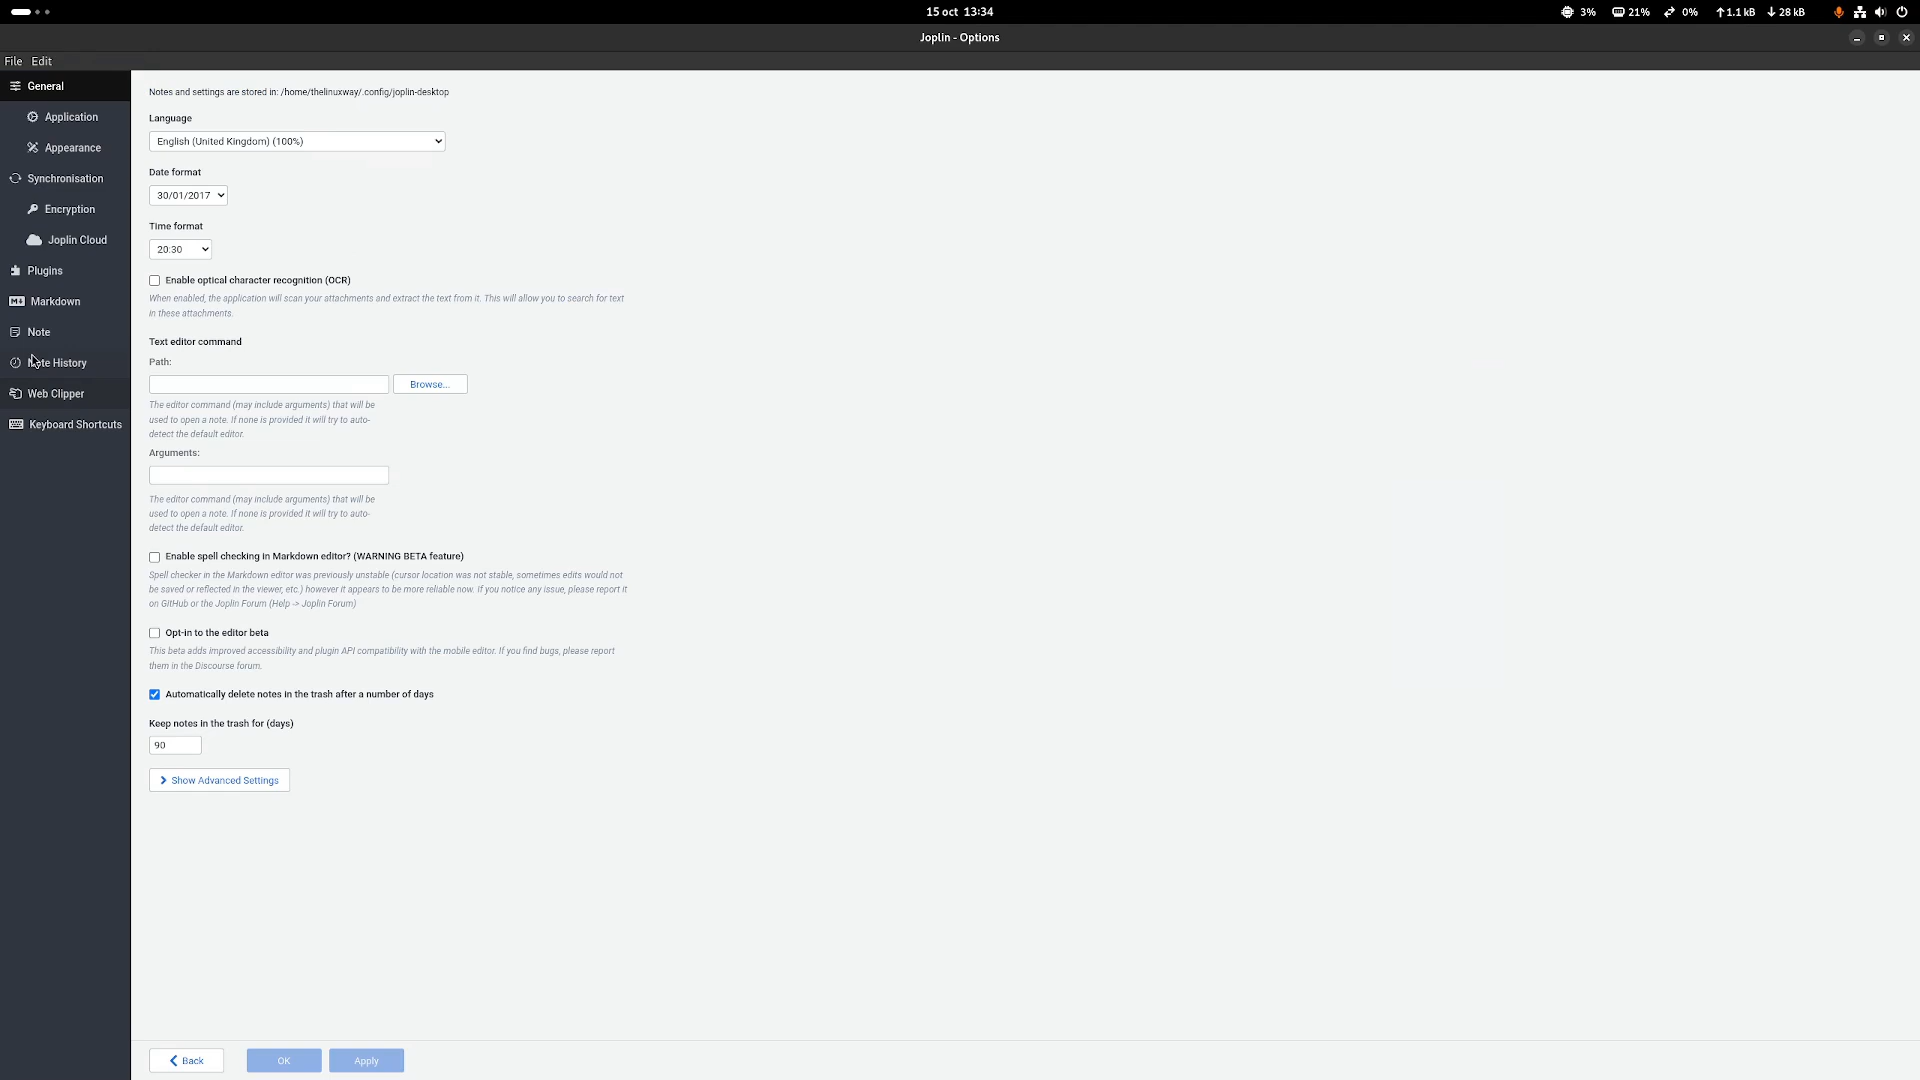 15 oct 13:34
3%
21%
0%
1.1 kB
28 kB
Joplin - Options
File Edit
General
Application
Appearance
Synchronisation
Encryption
Joplin Cloud
Plugins
Markdown
Note
History
Web Clipper
Keyboard Shortcuts
Notes and settings are stored in: /home/thelinuxway/.config/joplin-desktop
Language
English (United Kingdom) (100%)
Date format
30/01/2017
Time format
20:30
Enable optical character recognition (OCR)
When enabled, the application will scan your attachments and extract the text from it. This will allow you to search for text
in these attachments.
Text editor command
Path:
Browse...
The editor command (may include arguments) that will be
used to open a note. If none is provided it will try to auto-
detect the default editor.
Arguments:
The editor command (may include arguments) that will be
used to open a note. If none is provided it will try to auto-
detect the default editor.
Enable spell checking in Markdown editor? (WARNING BETA feature)
Spell checker in the Markdown editor was previously unstable (cursor location was not stable, sometimes edits would not
be saved or reflected in the viewer, etc.) however it appears to be more reliable now. If you notice any issue, please report it
on GitHub or the Joplin Forum (Help -> Joplin Forum)
Opt-in to the editor beta
This beta adds improved accessibility and plugin API compatibility with the mobile editor. If you find bugs, please report
them in the Discourse forum.
Automatically delete notes in the trash after a number of days
Keep notes in the trash for (days)
90
Show Advanced Settings
Back
OK
Apply